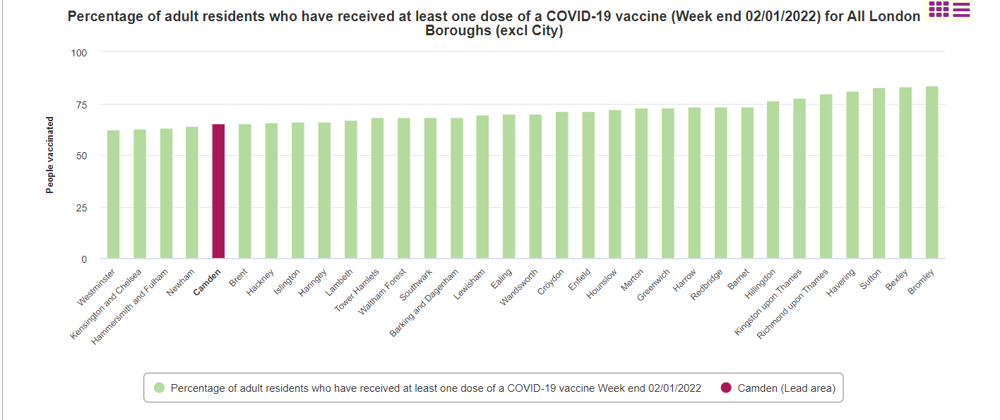 Percentage of adult residents who have received at least one dose of a COVID-19 vaccine (Week end 02/01/2022) for All London
Boroughs (excl City)
100
75
50
25
0
People vaccinated
Westminster
Kensington and Chelsea
Hammersmith and Fulham
Newham
Camden
Brent
Hackney
Islington
Haringey
Lambeth
Tower Hamlets
Waltham Forest
Southwark
Barking and Dagenham
Lewisham
Ealing
Wandsworth
Croydon
Enfield
Hounslow
Merton
Greenwich
Harrow
Redbridge
Barnet
Hillingdon
Kingston upon Thames
Richmond upon Thames
Havering
Sutton
Bexley
Bromley
Percentage of adult residents who have received at least one dose of a COVID-19 vaccine Week end 02/01/2022
Camden (Lead area)